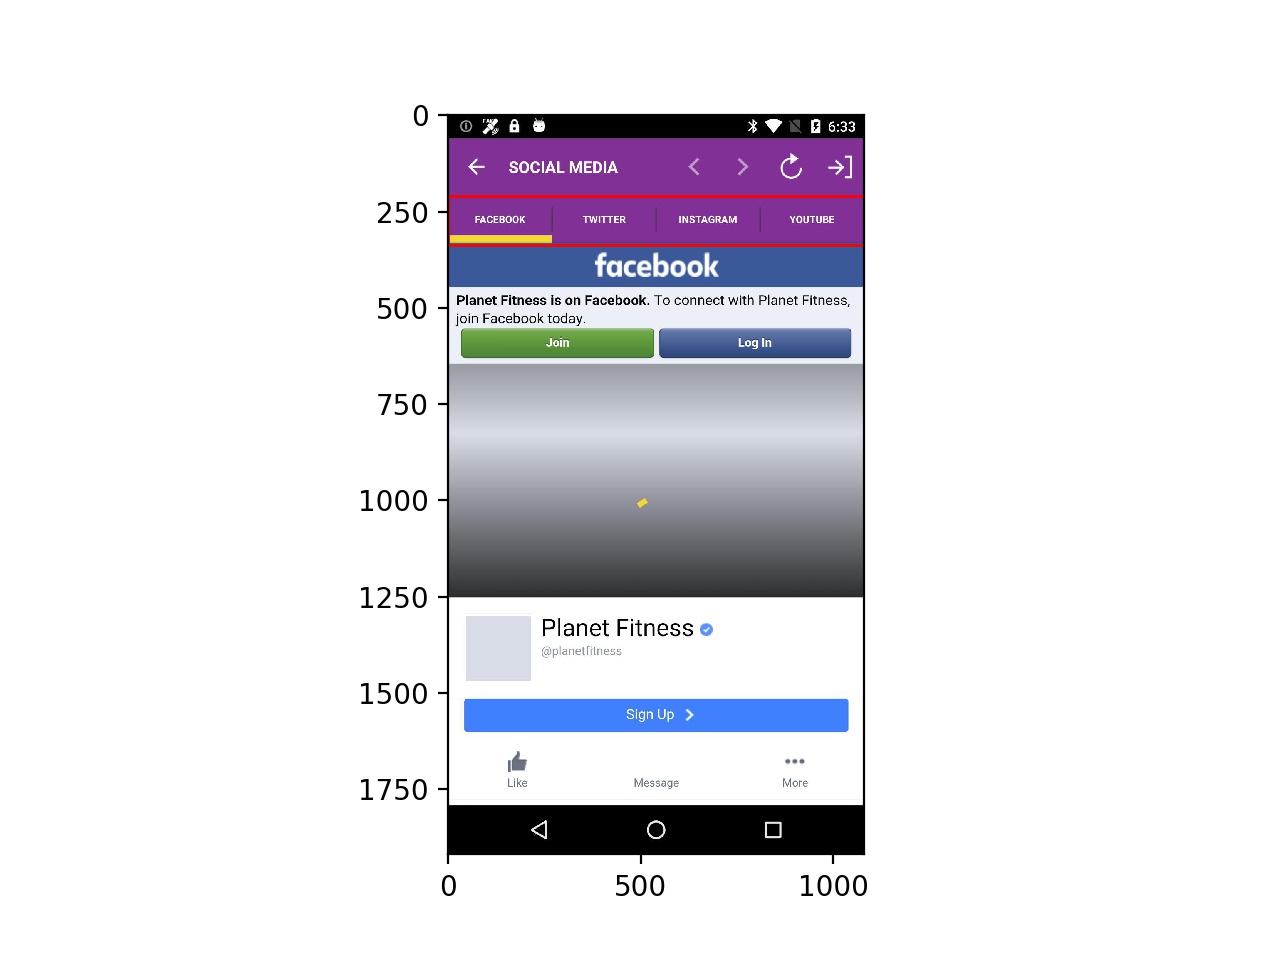 0
250
500
750
1000
1250
1500
1750
0 500 1000
6:33
SOCIAL MEDIA
FACEBOOK TWITTER INSTAGRAM YOUTUBE
facebook
Planet Fitness is on Facebook. To connect with Planet Fitness,
join Facebook today.
Join Log In
Planet Fitness
@planetfitness
Sign Up
Like Message More